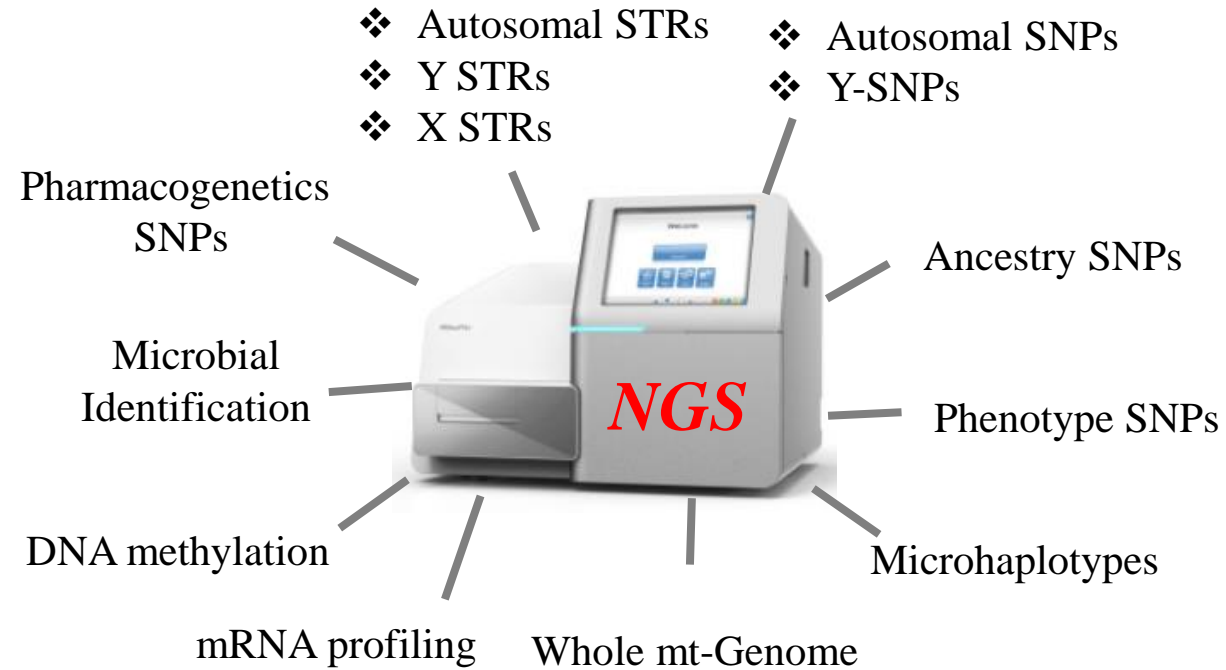 ❖ Autosomal STRs
❖ Y STRs
❖ X STRs
❖ Autosomal SNPs
❖ Y-SNPs
Pharmacogenetics
SNPs
Ancestry SNPs
Microbial
Identification
NGS
Phenotype SNPs
DNA methylation
Microhaplotypes
mRNA profiling
Whole mt-Genome